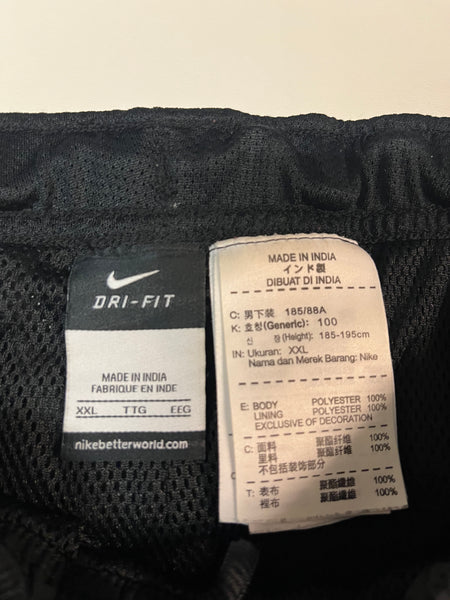 DRI-FIT
MADE IN INDIA
FABRIQUE EN INDE
XXL TTG EEG
nikebetterworld.com
MADE IN INDIA
インド製
DIBUAT DI INDIA
C: 男下装 185/88A
K: 호칭(Generic): 100
신 장(Height): 185-195cm
IN: Ukuran: XXL
Nama dan Merek Barang: Nike
E: BODY POLYESTER 100%
LINING POLYESTER 100%
EXCLUSIVE OF DECORATION
C: 面料 聚酯纤维 100%
里料 聚酯纤维 100%
不包括装饰部分
T: 表布 聚酯纖維 100%
裡布 聚酯纖維 100%